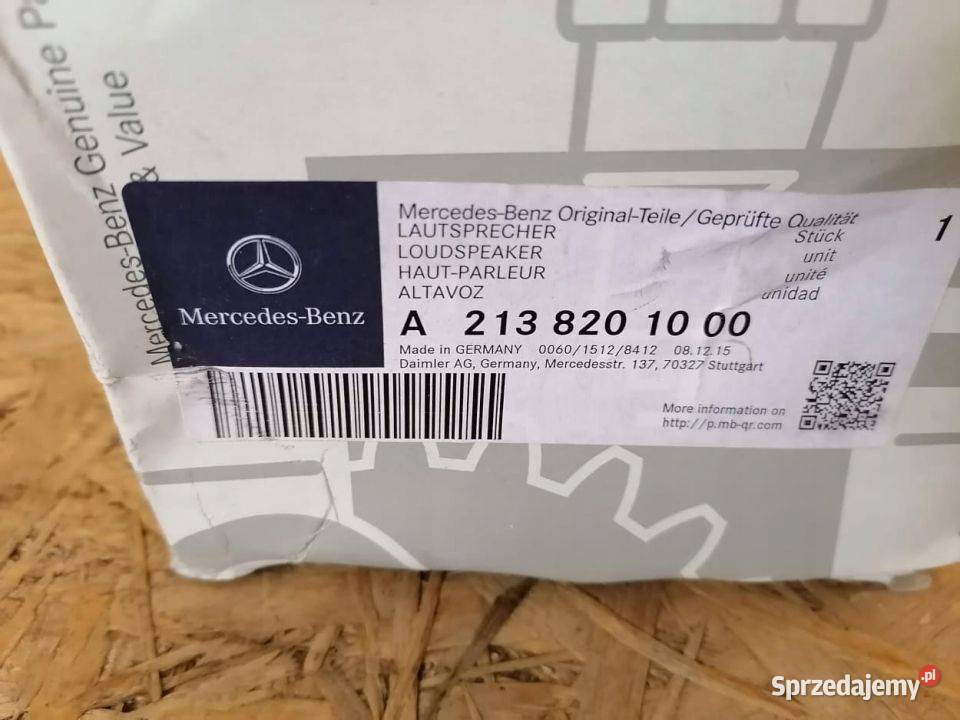 Mercedes-Benz Genuine
& Value
Mercedes-Benz
Mercedes-Benz Original-Teile/Geprüfte Qualität
LAUTSPRECHER
LOUDSPEAKER
HAUT-PARLEUR
ALTAVOZ
Stück
unit
unité
unidad
1
A 213 820 10 00
Made in GERMANY 0060/1512/8412 08.12.15
Daimler AG, Germany, Mercedesstr. 137, 70327 Stuttgart
More information on
http://p.mb-qr.com
Sprzedajemy.pl